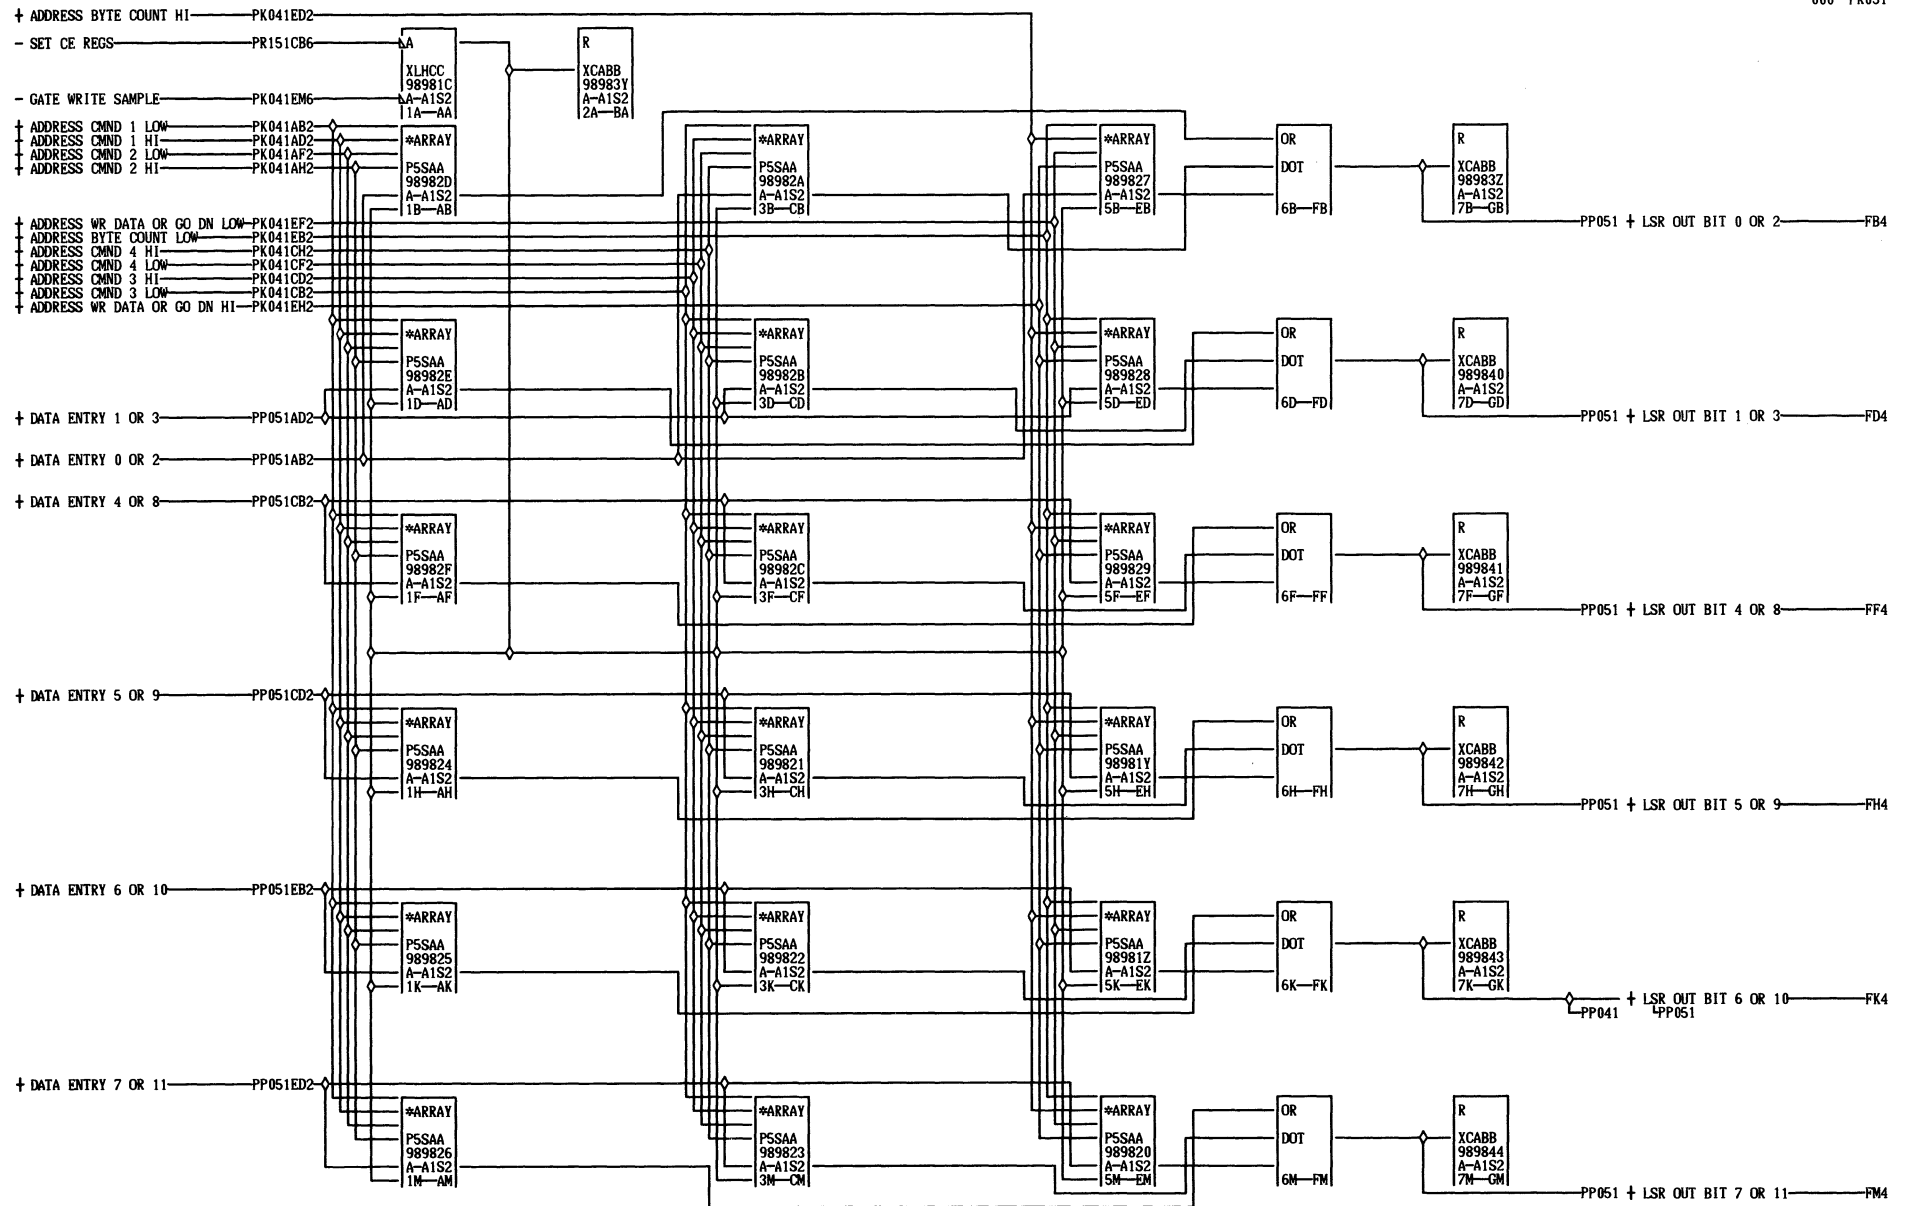 + ADDRESS BYTE COUNT HI PK041ED2
- SET CE REGS PR151CB6
- GATE WRITE SAMPLE PK041EM6
A
XLHCC
98981C
A-A1S2
1A-AA
R
XCABB
98983Y
A-A1S2
2A-BA
+ ADDRESS CMND 1 LOW PK041AB2
+ ADDRESS CMND 1 HI PK041AD2
+ ADDRESS CMND 2 LOW PK041AF2
+ ADDRESS CMND 2 HI PK041AH2
*ARRAY
P5SAA
98982D
A-A1S2
1B-AB
*ARRAY
P5SAA
98982A
A-A1S2
3B-CB
*ARRAY
P5SAA
989827
A-A1S2
5B-EB
OR
DOT
6B-FB
R
XCABB
98983Z
A-A1S2
7B-GB
PP051 + LSR OUT BIT 0 OR 2 FB4
+ ADDRESS WR DATA OR GO DN LOW PK041EF2
+ ADDRESS BYTE COUNT LOW PK041EB2
+ ADDRESS CMND 4 HI PK041CH2
+ ADDRESS CMND 4 LOW PK041CF2
+ ADDRESS CMND 3 HI PK041CD2
+ ADDRESS CMND 3 LOW PK041CB2
+ ADDRESS WR DATA OR GO DN HI PK041EH2
*ARRAY
P5SAA
98982E
A-A1S2
1D-AD
*ARRAY
P5SAA
98982B
A-A1S2
3D-CD
*ARRAY
P5SAA
989828
A-A1S2
5D-ED
OR
DOT
6D-FD
R
XCABB
989840
A-A1S2
7D-GD
PP051 + LSR OUT BIT 1 OR 3 FD4
+ DATA ENTRY 1 OR 3 PP051AD2
+ DATA ENTRY 0 OR 2 PP051AB2
+ DATA ENTRY 4 OR 8 PP051CB2
*ARRAY
P5SAA
98982F
A-A1S2
1F-AF
*ARRAY
P5SAA
98982C
A-A1S2
3F-CF
*ARRAY
P5SAA
989829
A-A1S2
5F-EF
OR
DOT
6F-FF
R
XCABB
989841
A-A1S2
7F-GF
PP051 + LSR OUT BIT 4 OR 8 FF4
+ DATA ENTRY 5 OR 9 PP051CD2
*ARRAY
P5SAA
989824
A-A1S2
1H-AH
*ARRAY
P5SAA
989821
A-A1S2
3H-CH
*ARRAY
P5SAA
98981Y
A-A1S2
5H-EH
OR
DOT
6H-FH
R
XCABB
989842
A-A1S2
7H-GH
PP051 + LSR OUT BIT 5 OR 9 FH4
+ DATA ENTRY 6 OR 10 PP051EB2
*ARRAY
P5SAA
989825
A-A1S2
1K-AK
*ARRAY
P5SAA
989822
A-A1S2
3K-CK
*ARRAY
P5SAA
98981Z
A-A1S2
5K-EK
OR
DOT
6K-FK
R
XCABB
989843
A-A1S2
7K-GK
+ LSR OUT BIT 6 OR 10 FK4
PP041 PP051
+ DATA ENTRY 7 OR 11 PP051ED2
*ARRAY
P5SAA
989826
A-A1S2
1M-AM
*ARRAY
P5SAA
989823
A-A1S2
3M-CM
*ARRAY
P5SAA
989820
A-A1S2
5M-EM
OR
DOT
6M-FM
R
XCABB
989844
A-A1S2
7M-GM
PP051 + LSR OUT BIT 7 OR 11 FM4